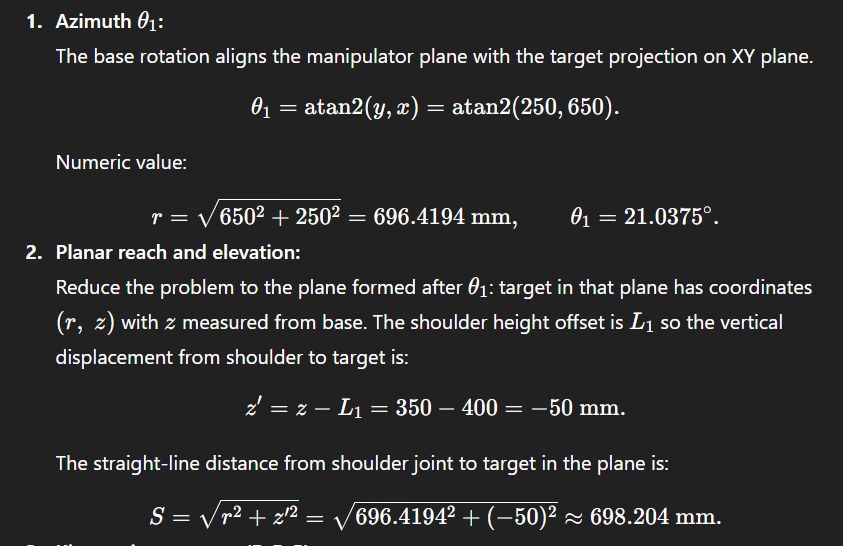 1. Azimuth θ₁:
The base rotation aligns the manipulator plane with the target projection on XY plane.
θ₁ = atan2(y, x) = atan2(250, 650).
Numeric value:
r = √(650² + 250²) = 696.4194 mm, θ₁ = 21.0375°.
2. Planar reach and elevation:
Reduce the problem to the plane formed after θ₁: target in that plane has coordinates
(r, z) with z measured from base. The shoulder height offset is L₁ so the vertical
displacement from shoulder to target is:
z′ = z − L₁ = 350 − 400 = −50 mm.
The straight-line distance from shoulder joint to target in the plane is:
S = √(r² + z′²) = √(696.4194² + (−50)²) ≈ 698.204 mm.